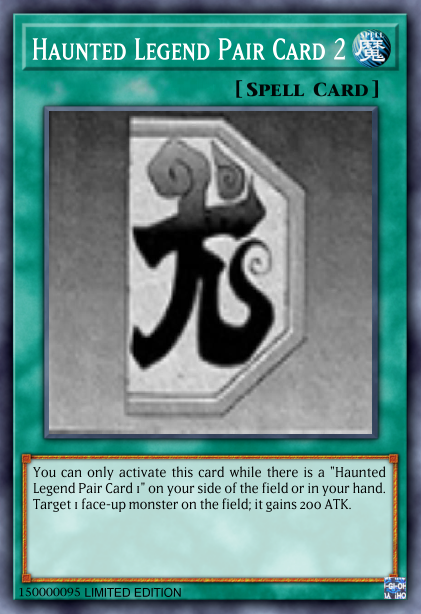 Haunted Legend Pair Card 2
[Spell Card]
You can only activate this card while there is a "Haunted
Legend Pair Card 1" on your side of the field or in your hand.
Target 1 face-up monster on the field; it gains 200 ATK.
150000095 LIMITED EDITION